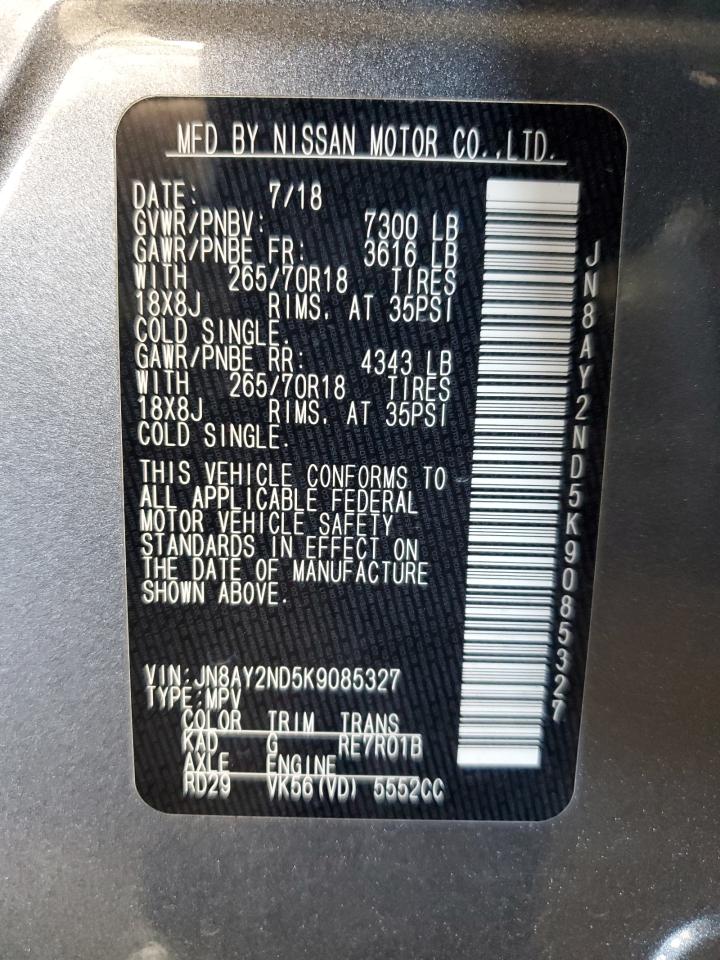 MFD BY NISSAN MOTOR CO.,LTD.
DATE: 7/18
GVWR/PNBV: 7300 LB
GAWR/PNBE FR: 3616 LB
WITH 265/70R18 TIRES
18X8J RIMS. AT 35PSI
COLD SINGLE.
GAWR/PNBE RR: 4343 LB
WITH 265/70R18 TIRES
18X8J RIMS. AT 35PSI
COLD SINGLE.
THIS VEHICLE CONFORMS TO
ALL APPLICABLE FEDERAL
MOTOR VEHICLE SAFETY
STANDARDS IN EFFECT ON
THE DATE OF MANUFACTURE
SHOWN ABOVE.
VIN:JN8AY2ND5K9085327
TYPE:MPV
COLOR TRIM TRANS
KAD G RE7R01B
AXLE ENGINE
RD29 VK56(VD) 5552CC
JN8AY2ND5K9085327